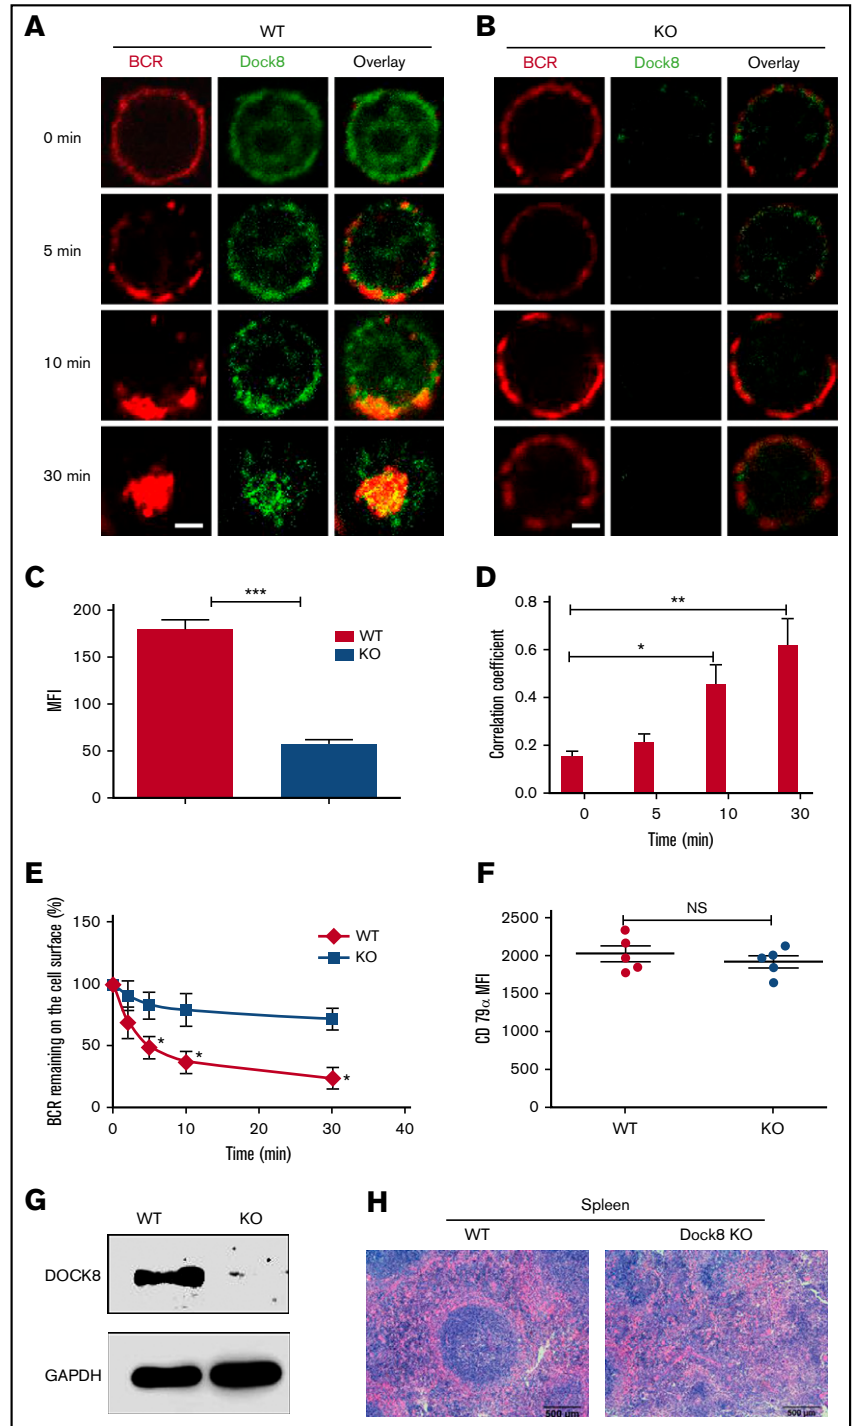 A
WT
BCR Dock8 Overlay
0 min
5 min
10 min
30 min
B
KO
BCR Dock8 Overlay
C
200
150
100
50
0
MFI
***
WT
KO
D
0.8
0.6
0.4
0.2
0.0
Correlation coefficient
*
**
0 5 10 30
Time (min)
E
150
100
50
0
BCR remaining on the cell surface (%)
WT
KO
*
*
*
0 10 20 30 40
Time (min)
F
2500
2000
1500
1000
500
0
CD 79α MFI
NS
WT KO
G
WT KO
DOCK8
GAPDH
H
Spleen
WT Dock8 KO
500 µm
500 µm